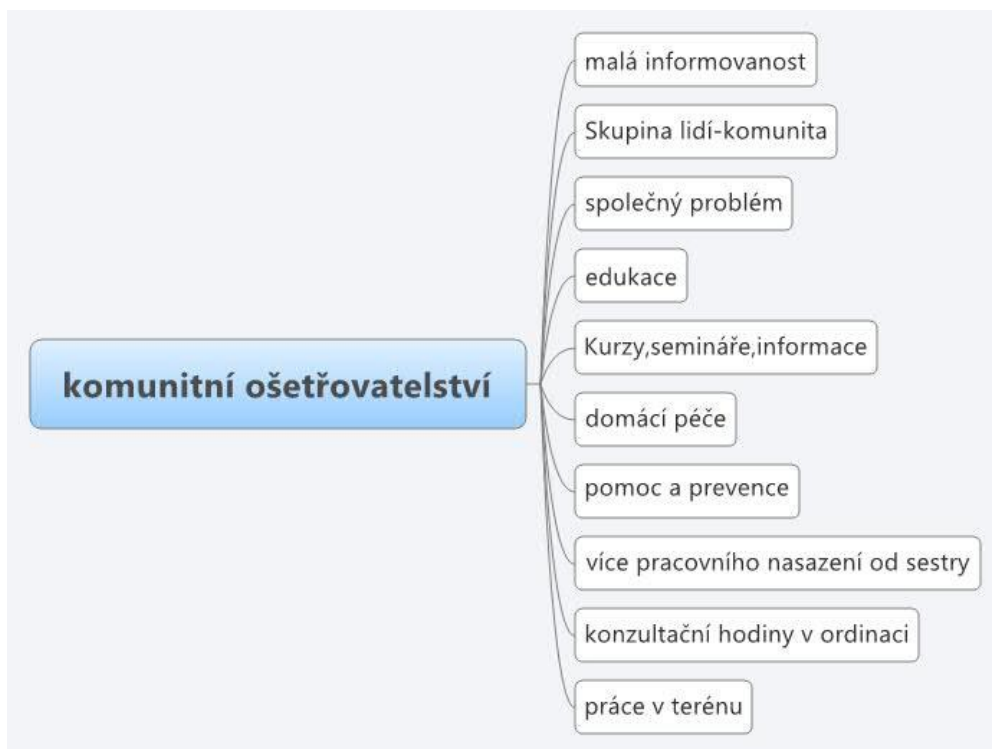 malá informovanost
Skupina lidí-komunita
společný problém
edukace
Kurzy,semináře,informace
komunitní ošetřovatelství
domácí péče
pomoc a prevence
více pracovního nasazení od sestry
konzultační hodiny v ordinaci
práce v terénu